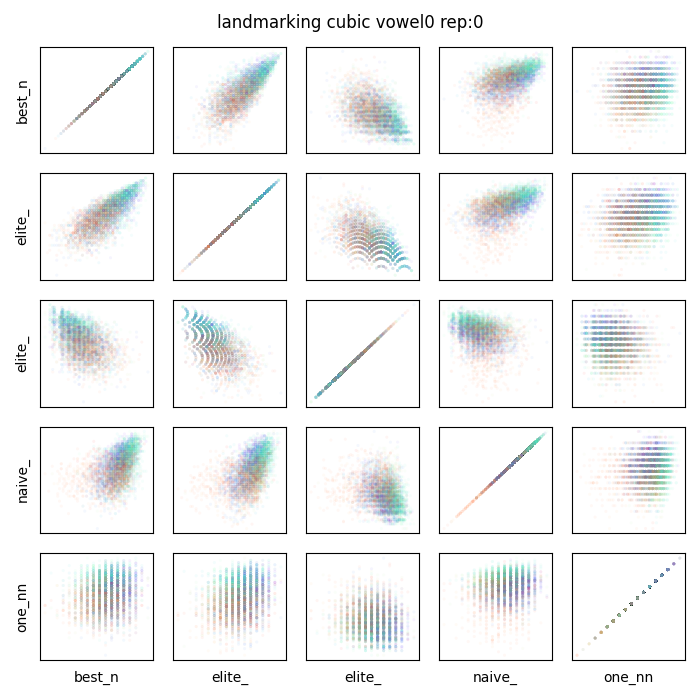 landmarking cubic vowel0 rep:0
best_n
elite_
elite_
naive_
one_nn
best_n
elite_
elite_
naive_
one_nn